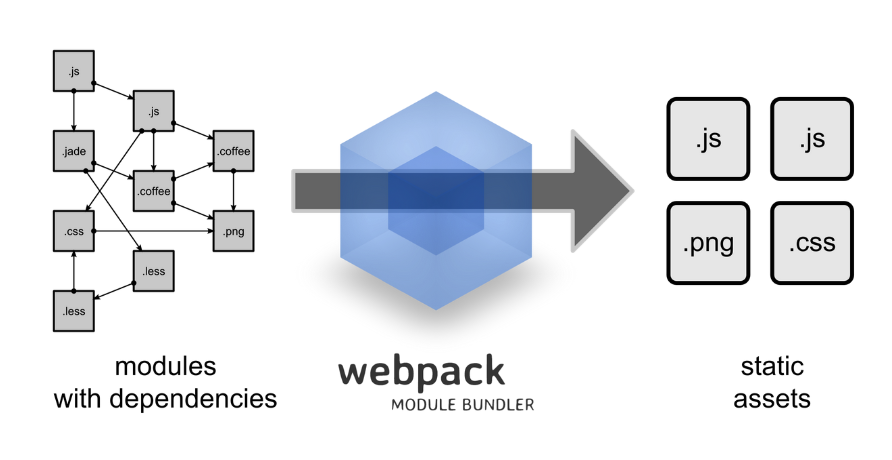 .js
.js
.jade
.coffee
.coffee
.css
.png
.less
.less
modules
with dependencies
webpack
MODULE BUNDLER
.js
.js
.png
.css
static
assets